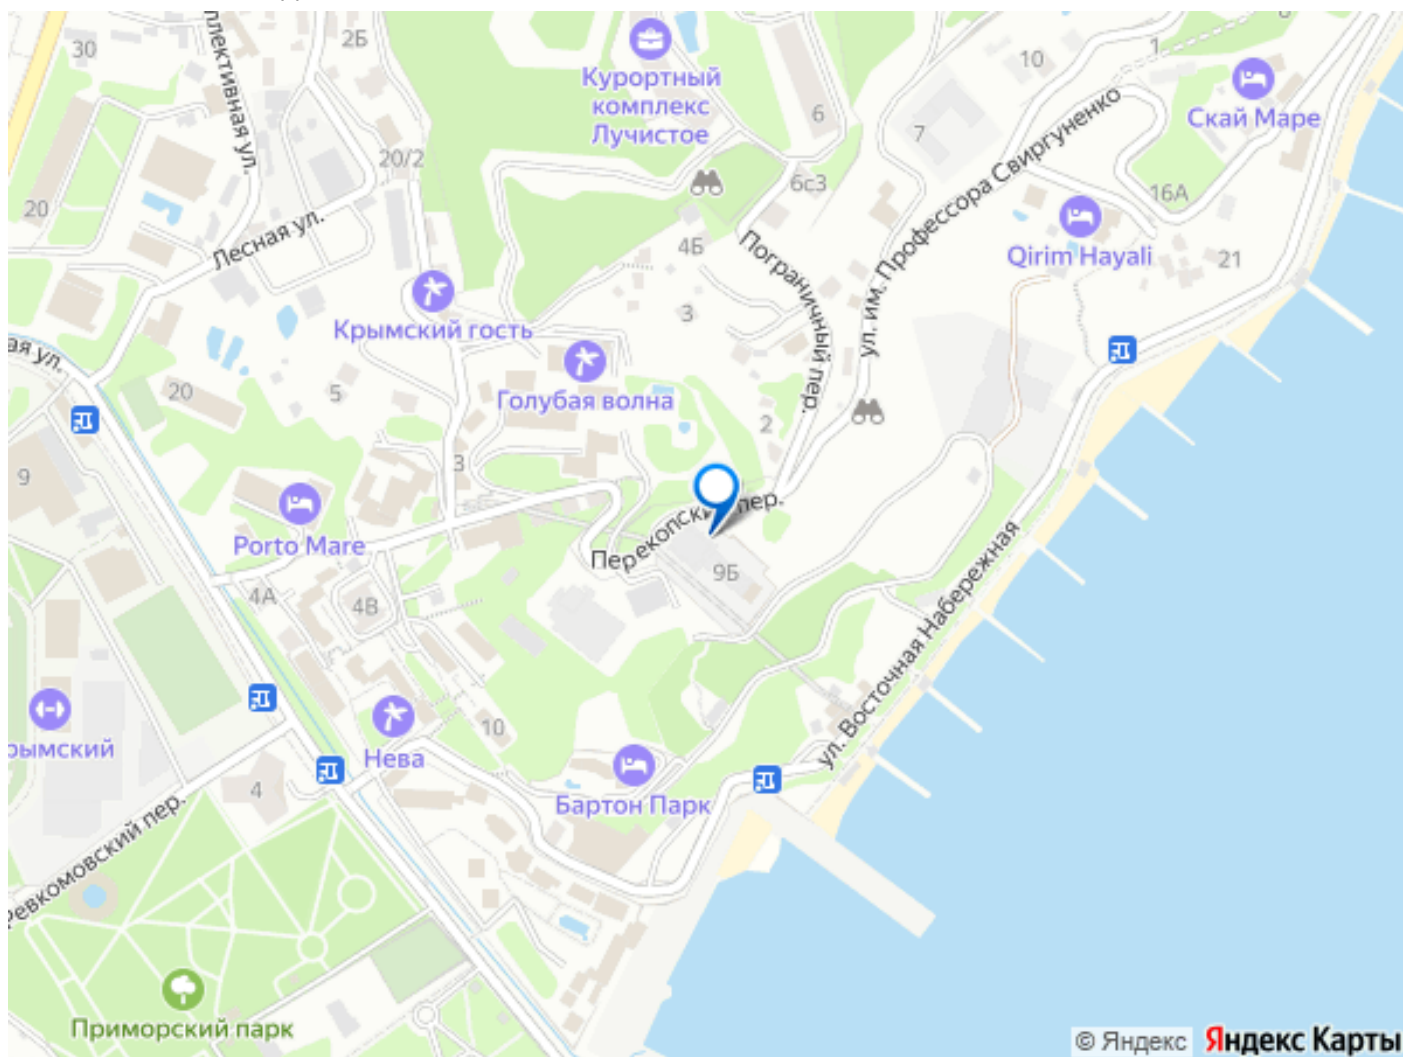 30
2Б
лективная ул.
Курортный
комплекс
Лучистое
6
10
1
7
Скай Маре
20/2
6с3
16А
20
Лесная ул.
4Б
Пограничный пер.
ул. им. Профессора Свиргуненко
Qirim Hayali
21
3
Крымский гость
ая ул.
20
5
Голубая волна
2
3
9
Перекопский пер.
Porto Mare
9Б
4А
4В
ул. Восточная Набережная
рымский
10
Нева
4
Бартон Парк
Ревкомовский пер.
Приморский парк
© Яндекс Яндекс Карты